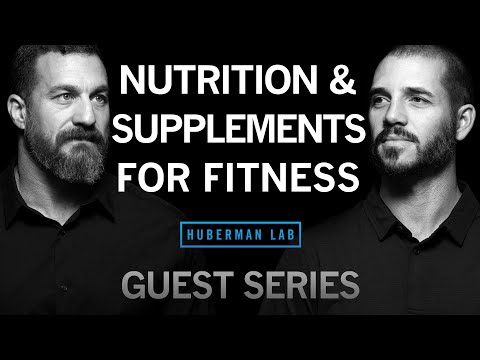 NUTRITION &
SUPPLEMENTS
FOR FITNESS
HUBERMAN LAB
GUEST SERIES